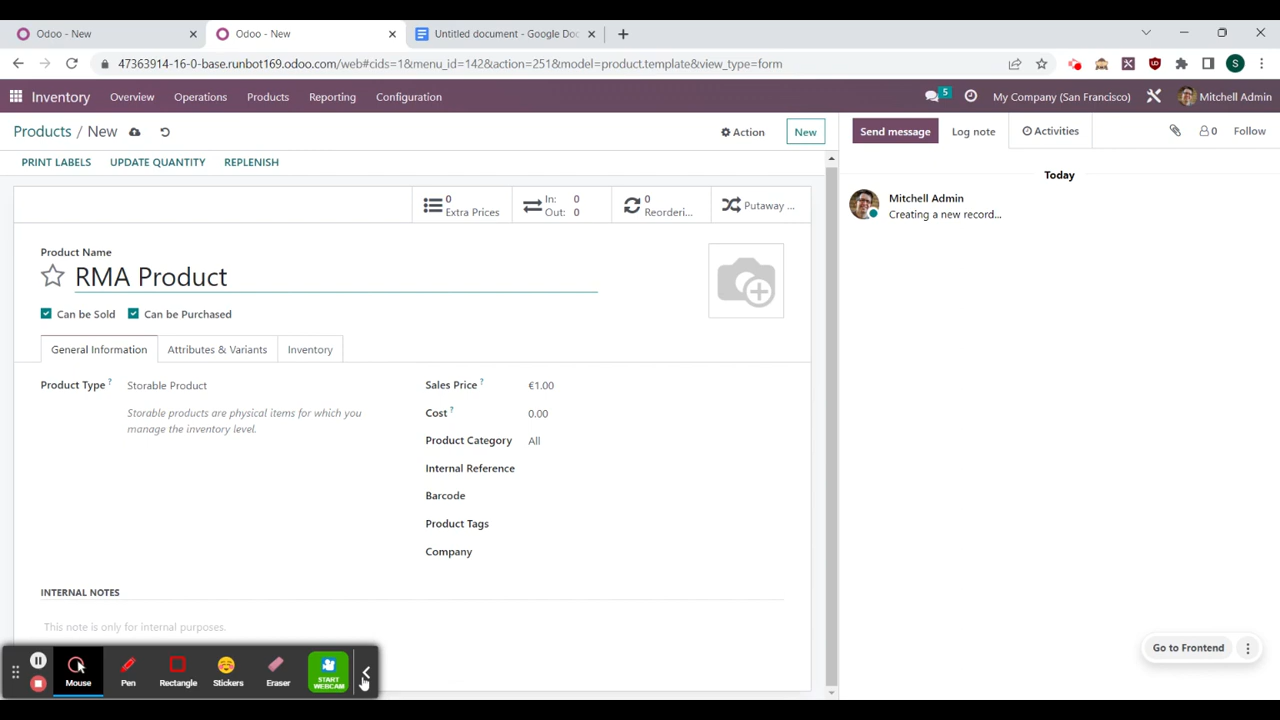 Odoo - New
Odoo - New
Untitled document - Google Doc
47363914-16-0-base.runbot169.odoo.com/web#cids=1&menu_id=142&action=251&model=product.template&view_type=form
S
Inventory Overview Operations Products Reporting Configuration
5
My Company (San Francisco)
Mitchell Admin
Products / New
Action
New
Send message
Log note
Activities
0
Follow
PRINT LABELS
UPDATE QUANTITY
REPLENISH
Today
0
Extra Prices
In: 0
Out: 0
0
Reorderi...
Putaway ...
Mitchell Admin
Creating a new record...
Product Name
RMA Product
Can be Sold
Can be Purchased
General Information
Attributes & Variants
Inventory
Product Type ?
Storable Product
Storable products are physical items for which you
manage the inventory level.
Sales Price ?
€1.00
Cost ?
0.00
Product Category
All
Internal Reference
Barcode
Product Tags
Company
INTERNAL NOTES
This note is only for internal purposes.
Go to Frontend
Mouse
Pen
Rectangle
Stickers
Eraser
START
WEBCAM